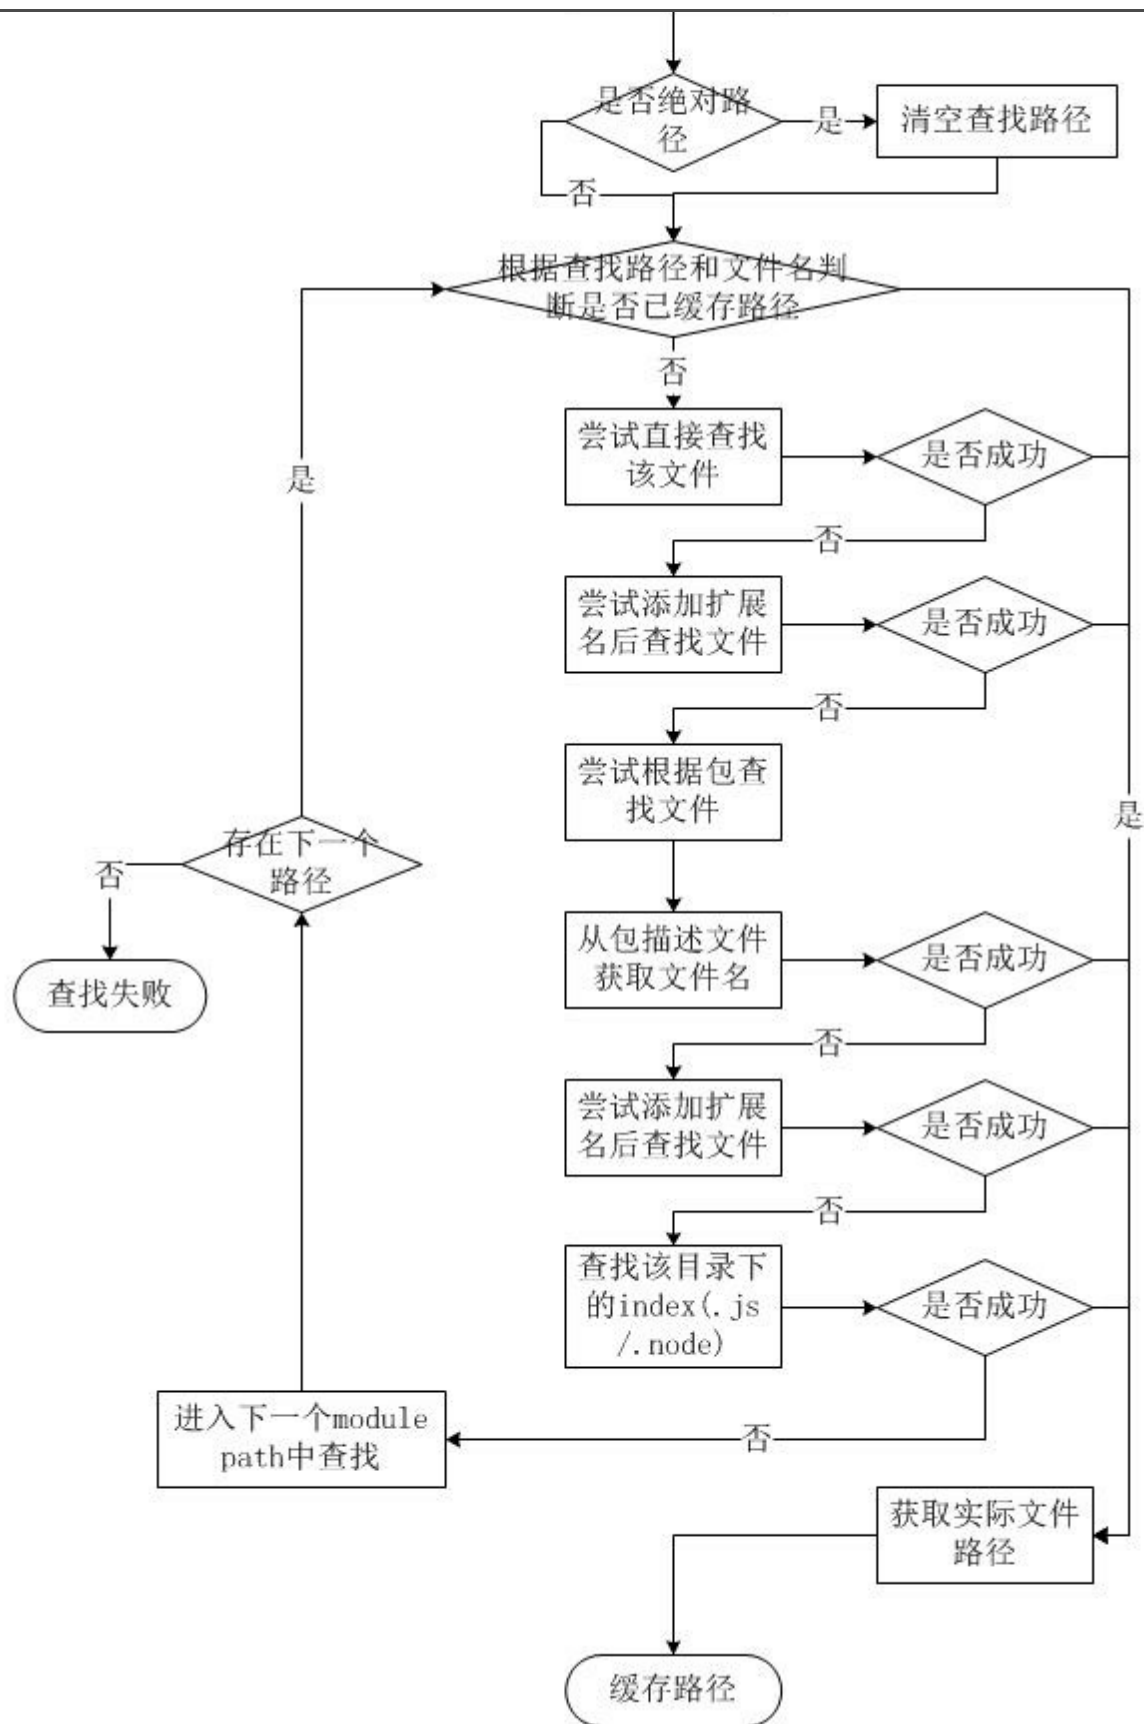 是否绝对路
径
是
清空查找路径
否
根据查找路径和文件名判
断是否已缓存路径
否
尝试直接查找
该文件
是否成功
是
否
尝试添加扩展
名后查找文件
是否成功
否
尝试根据包查
找文件
是
存在下一个
路径
否
从包描述文件
获取文件名
是否成功
查找失败
否
尝试添加扩展
名后查找文件
是否成功
否
查找该目录下
的index(.js
/.node)
是否成功
进入下一个module
path中查找
否
获取实际文件
路径
缓存路径